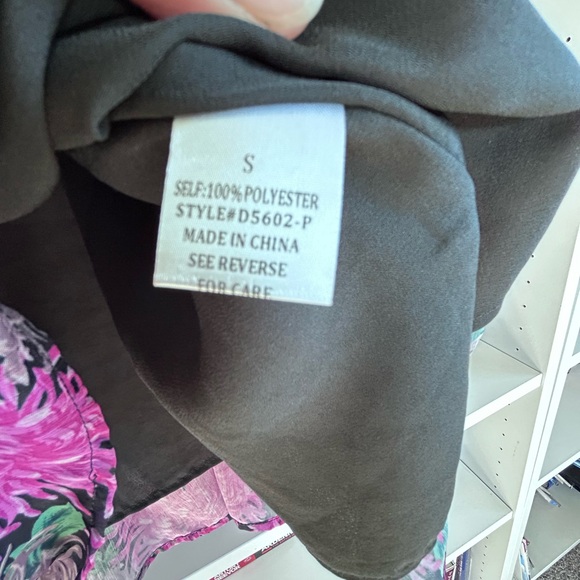 S
SELF:100%POLYESTER
STYLE#D5602-P
MADE IN CHINA
SEE REVERSE
FOR CARE